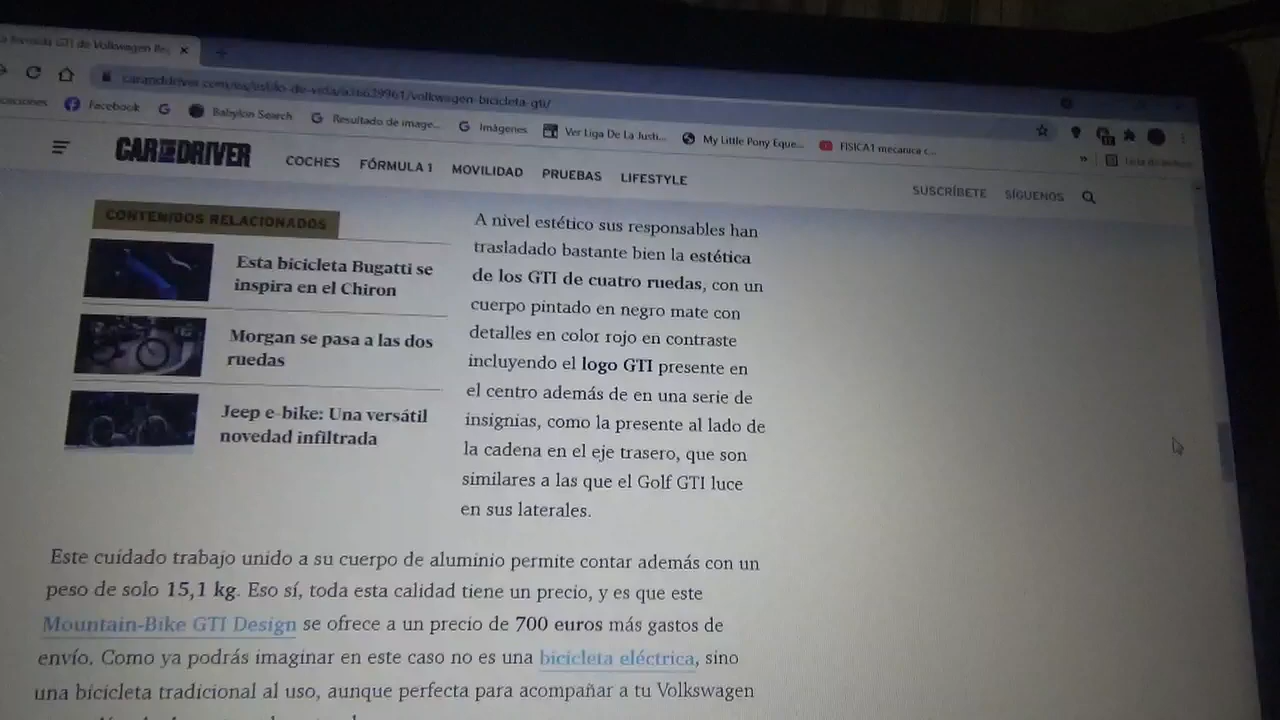 GTI de Volkswagen
caranddriver.com/es/estilo-de-vida/a36639961/volkswagen-bicicleta-gti/
Facebook
Babylon Search
Resultado de image...
Imágenes
Ver Liga De La Justi...
My Little Pony Eque...
FISICA1 mecanica c...
»
CAR AND DRIVER
COCHES
FÓRMULA 1
MOVILIDAD
PRUEBAS
LIFESTYLE
SUSCRÍBETE
SÍGUENOS
CONTENIDOS RELACIONADOS
Esta bicicleta Bugatti se
inspira en el Chiron
Morgan se pasa a las dos
ruedas
Jeep e-bike: Una versátil
novedad infiltrada
A nivel estético sus responsables han
trasladado bastante bien la estética
de los GTI de cuatro ruedas, con un
cuerpo pintado en negro mate con
detalles en color rojo en contraste
incluyendo el logo GTI presente en
el centro además de en una serie de
insignias, como la presente al lado de
la cadena en el eje trasero, que son
similares a las que el Golf GTI luce
en sus laterales.
Este cuidado trabajo unido a su cuerpo de aluminio permite contar además con un
peso de solo 15,1 kg. Eso sí, toda esta calidad tiene un precio, y es que este
Mountain-Bike GTI Design se ofrece a un precio de 700 euros más gastos de
envío. Como ya podrás imaginar en este caso no es una bicicleta eléctrica, sino
una bicicleta tradicional al uso, aunque perfecta para acompañar a tu Volkswagen